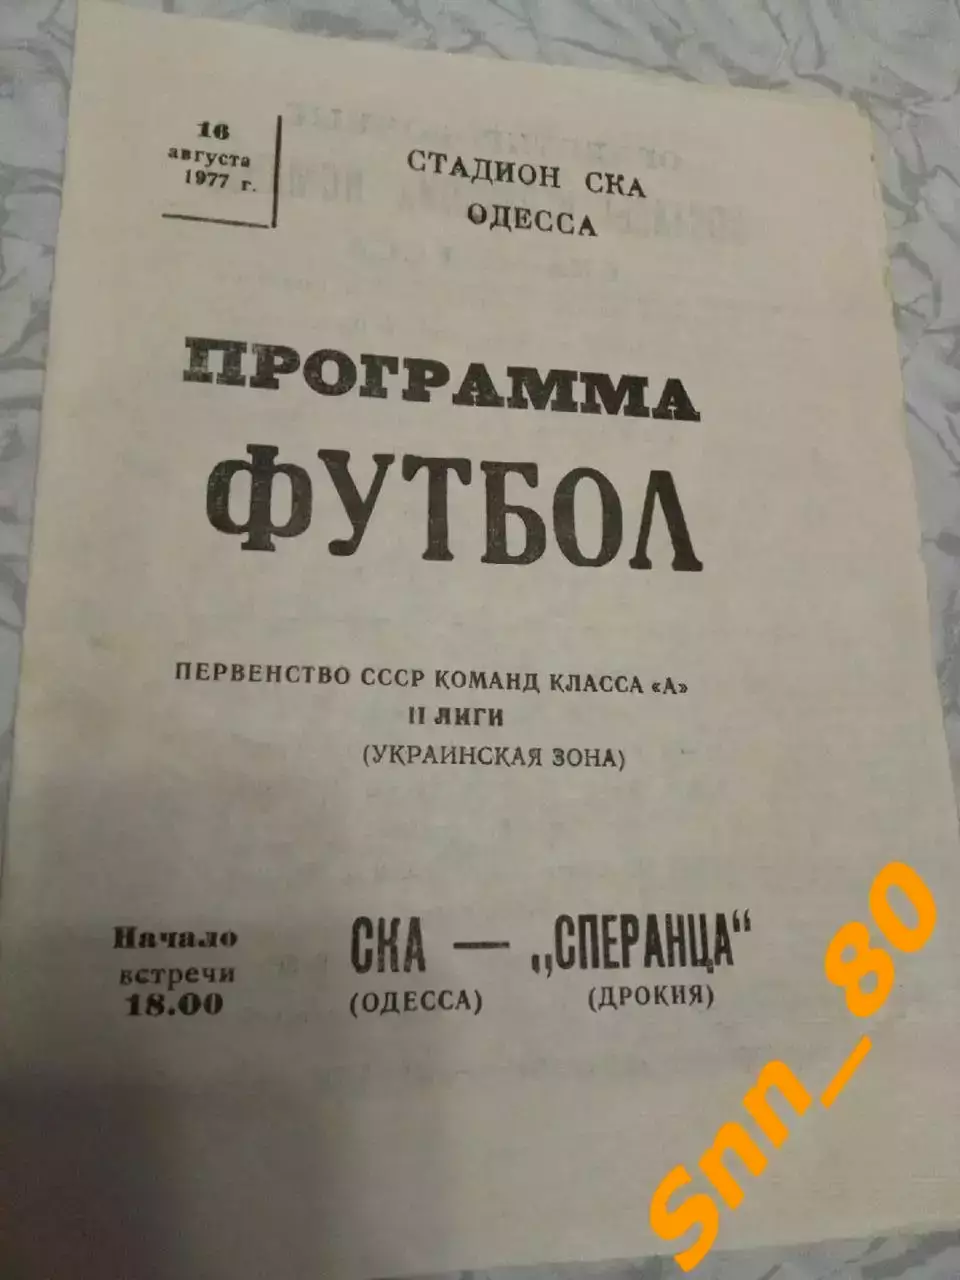 16
августа
1977 г.
СТАДИОН СКА
ОДЕССА
ПРОГРАММА
ФУТБОЛ
ПЕРВЕНСТВО СССР КОМАНД КЛАССА «А»
II ЛИГИ
(УКРАИНСКАЯ ЗОНА)
Начало
встречи
18.00
СКА — „СПЕРАНЦА“
(ОДЕССА) (ДРОКИЯ)
snn_80